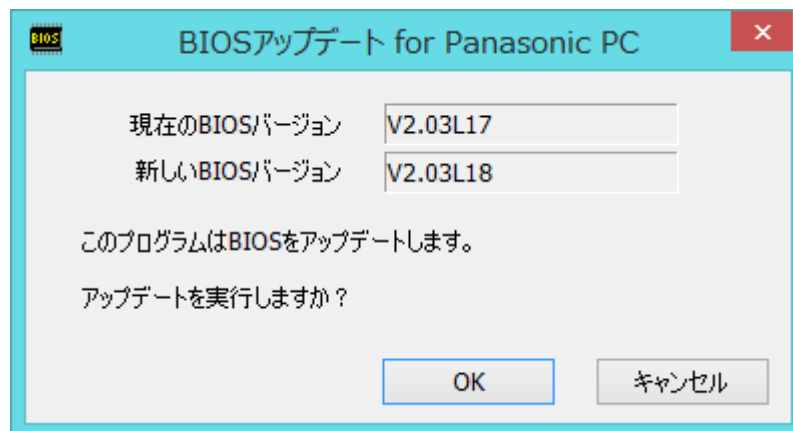 BIOS
BIOSアップデート for Panasonic PC
現在のBIOSバージョン V2.03L17
新しいBIOSバージョン V2.03L18
このプログラムはBIOSをアップデートします。
アップデートを実行しますか?
OK キャンセル